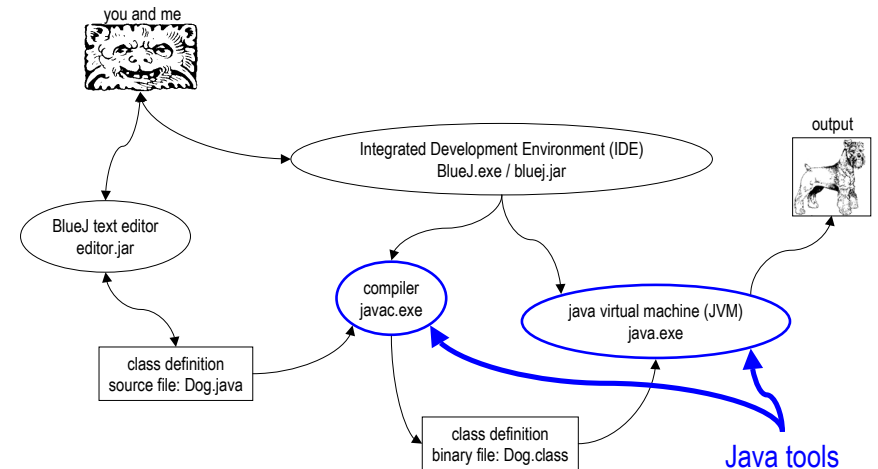 you and me
output
Integrated Development Environment (IDE)
BlueJ.exe / bluej.jar
BlueJ text editor
editor.jar
compiler
javac.exe
java virtual machine (JVM)
java.exe
class definition
source file: Dog.java
class definition
binary file: Dog.class
Java tools